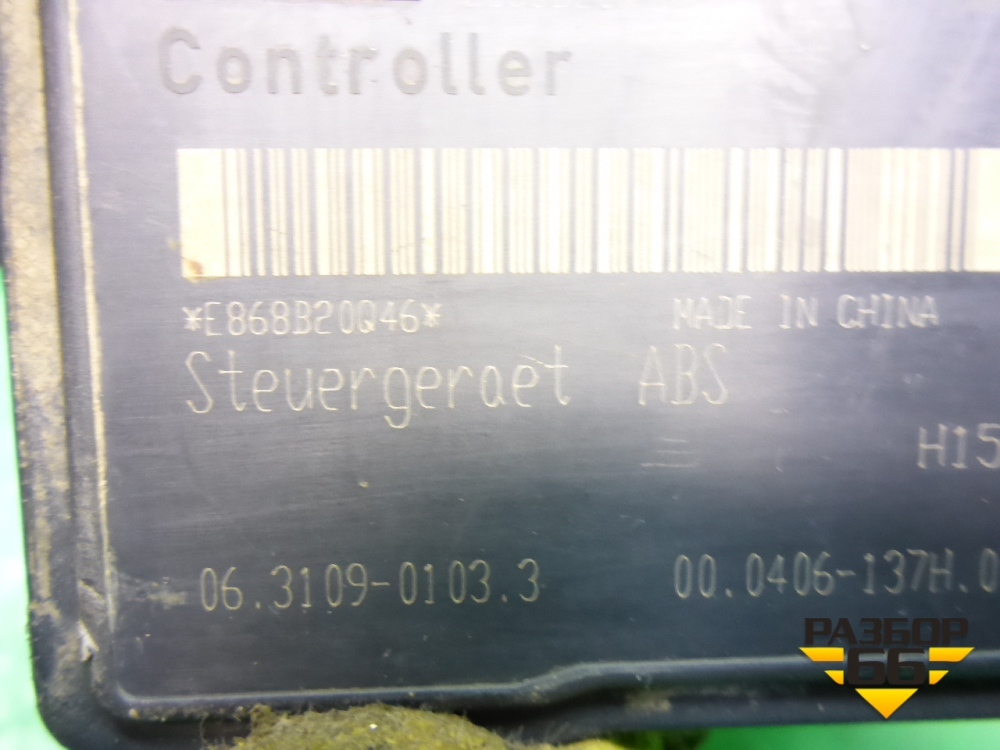 Controller
*E868B20Q46*
MADE IN CHINA
Steuergeraet ABS
H15
06.3109-0103.3
00.0406-137H.0
РАЗБОР
66